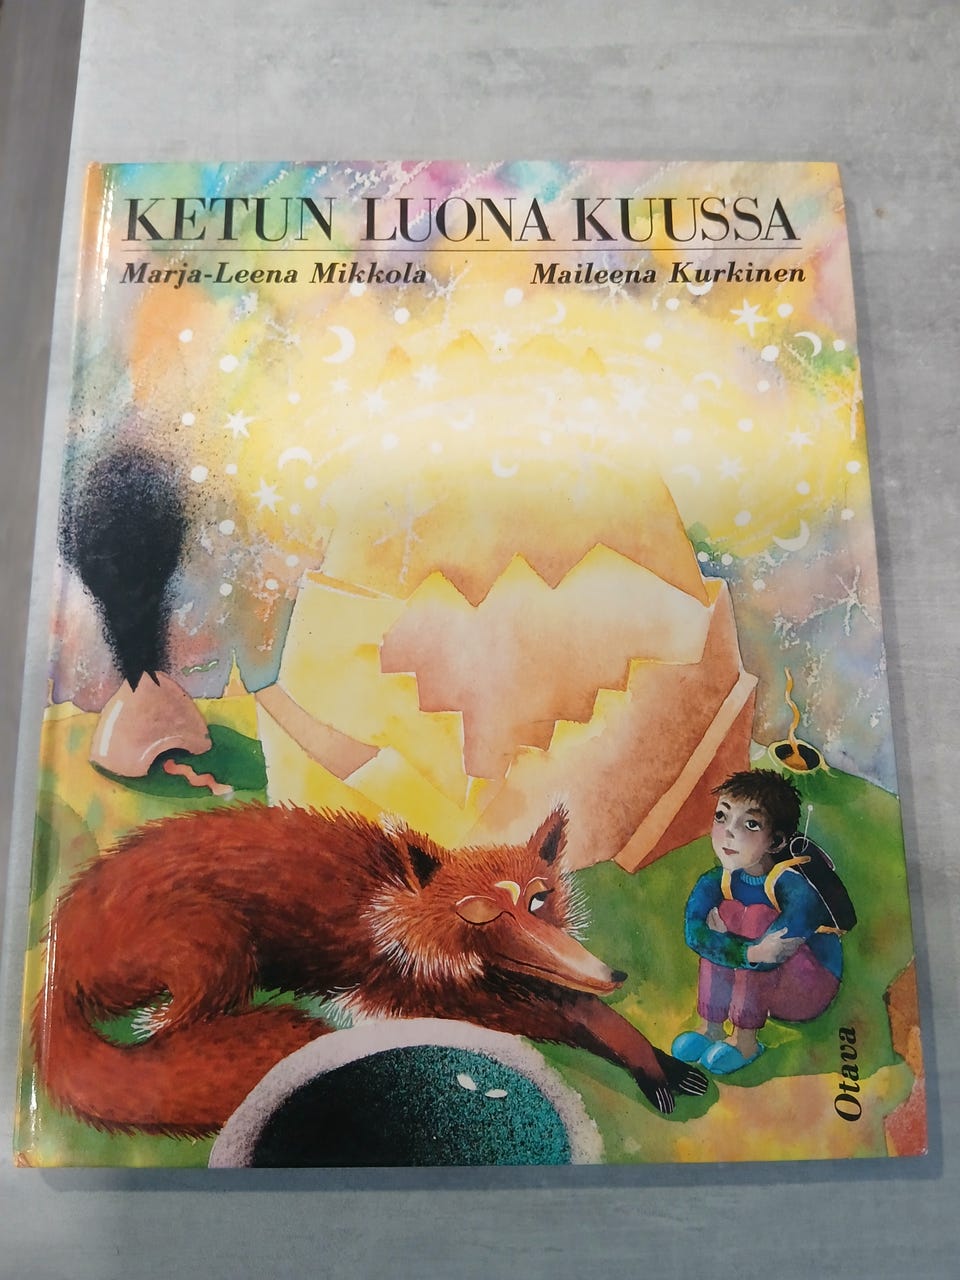 KETUN LUONA KUUSSA
Marja-Leena Mikkola Maileena Kurkinen
Otava